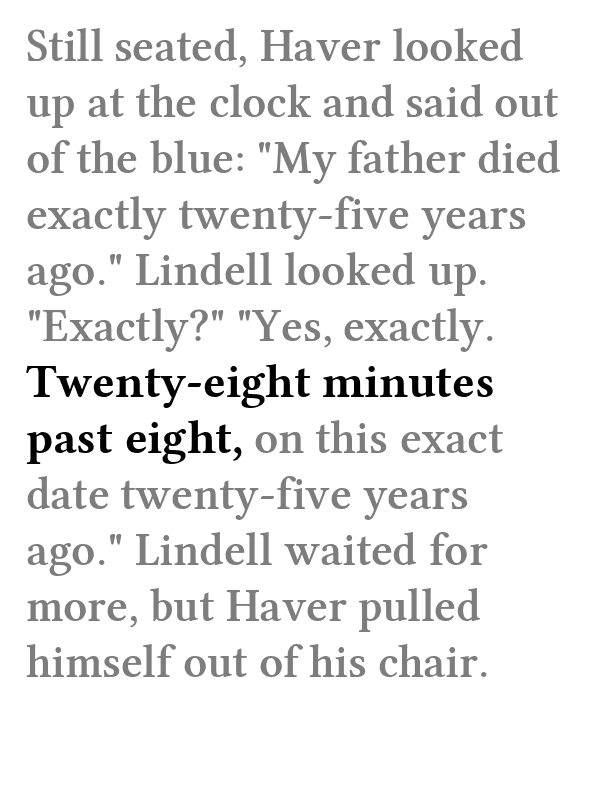 Still seated, Haver looked
up at the clock and said out
of the blue: "My father died
exactly twenty-five years
ago." Lindell looked up.
"Exactly?" "Yes, exactly.
Twenty-eight minutes
past eight, on this exact
date twenty-five years
ago." Lindell waited for
more, but Haver pulled
himself out of his chair.